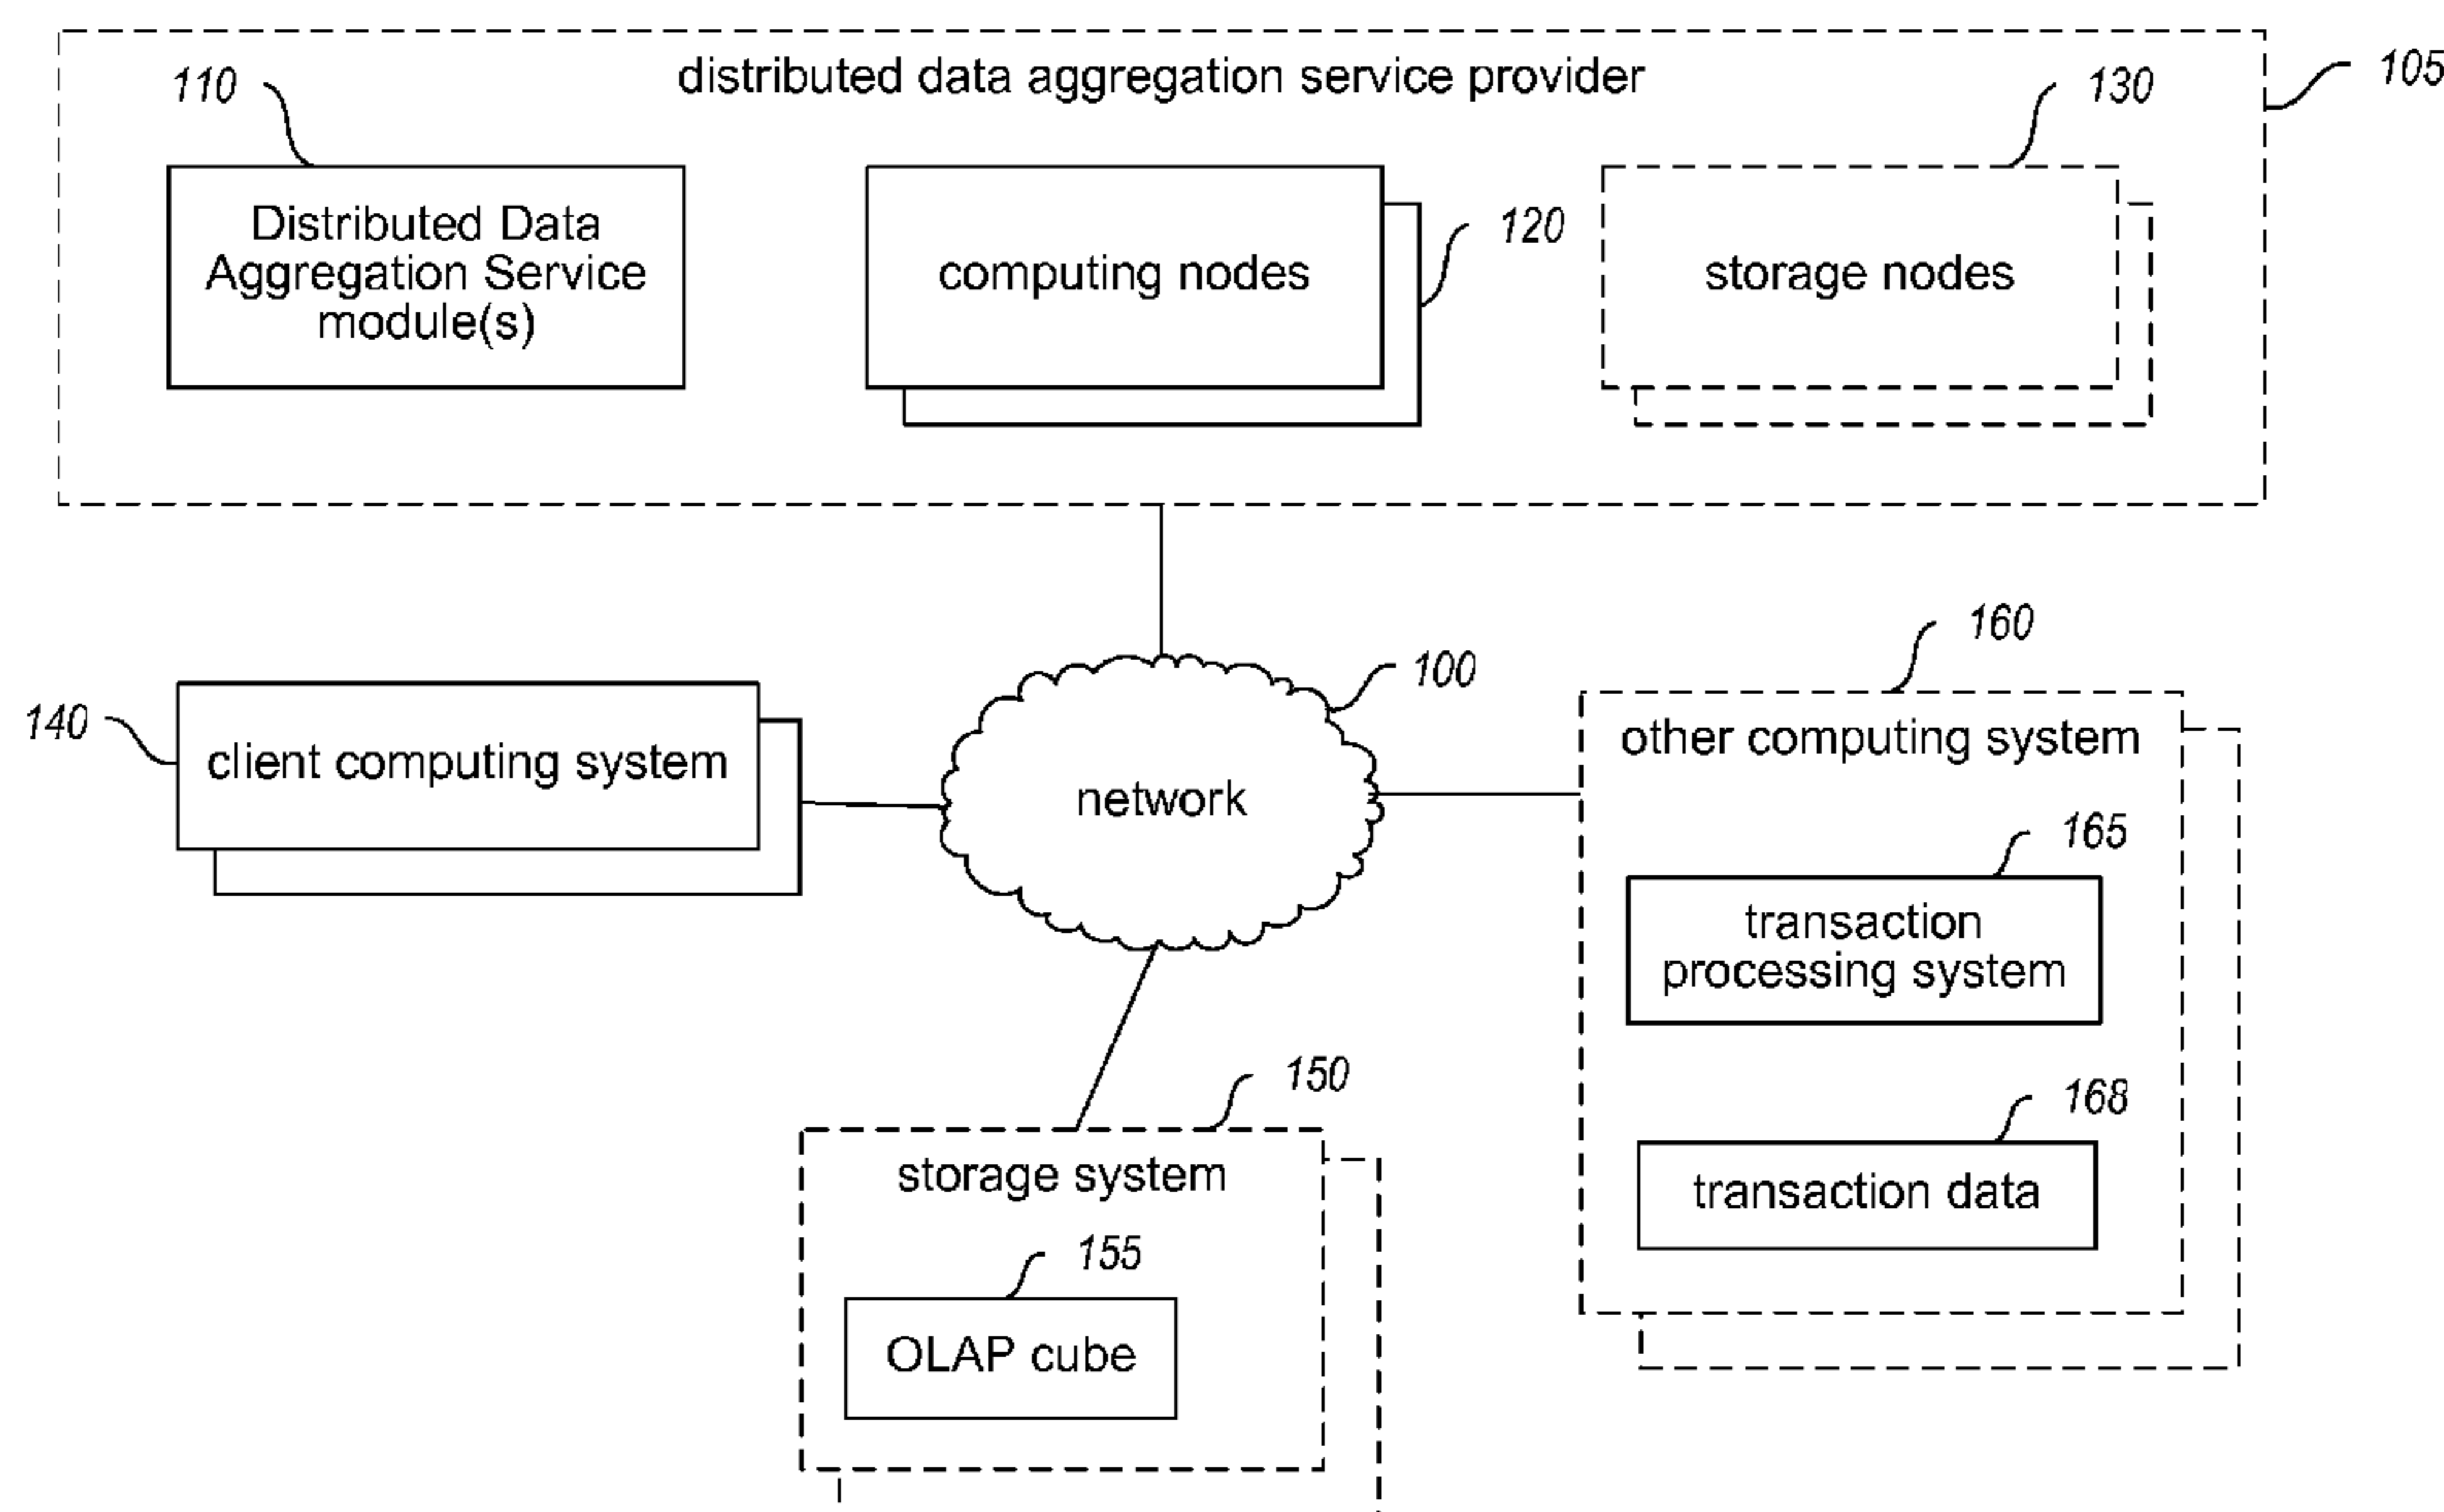 distributed data aggregation service provider
105
110
130
Distributed Data
Aggregation Service
module(s)
computing nodes
120
storage nodes
160
100
140
client computing system
network
other computing system
165
transaction
processing system
150
168
storage system
transaction data
155
OLAP cube